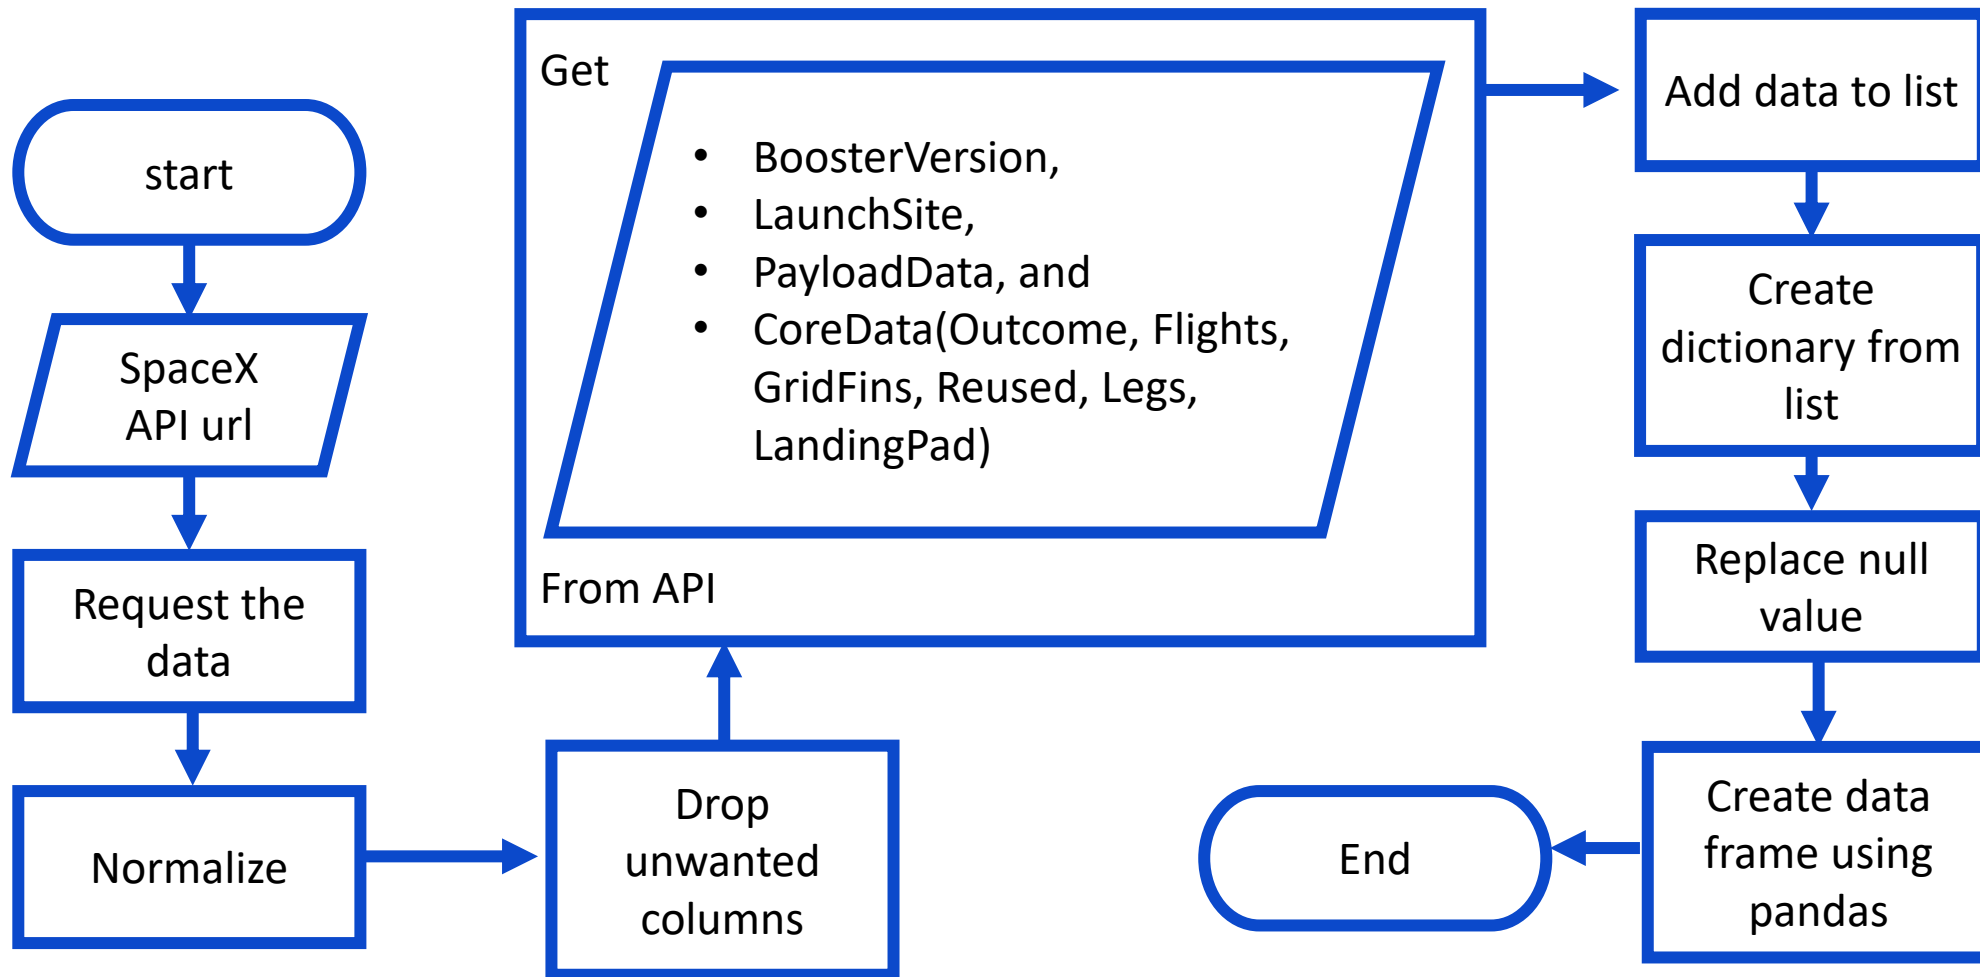 start
SpaceX
API url
Request the
data
Normalize
Drop
unwanted
columns
Get
• BoosterVersion,
• LaunchSite,
• PayloadData, and
• CoreData(Outcome, Flights,
GridFins, Reused, Legs,
LandingPad)
From API
Add data to list
Create
dictionary from
list
Replace null
value
Create data
frame using
pandas
End